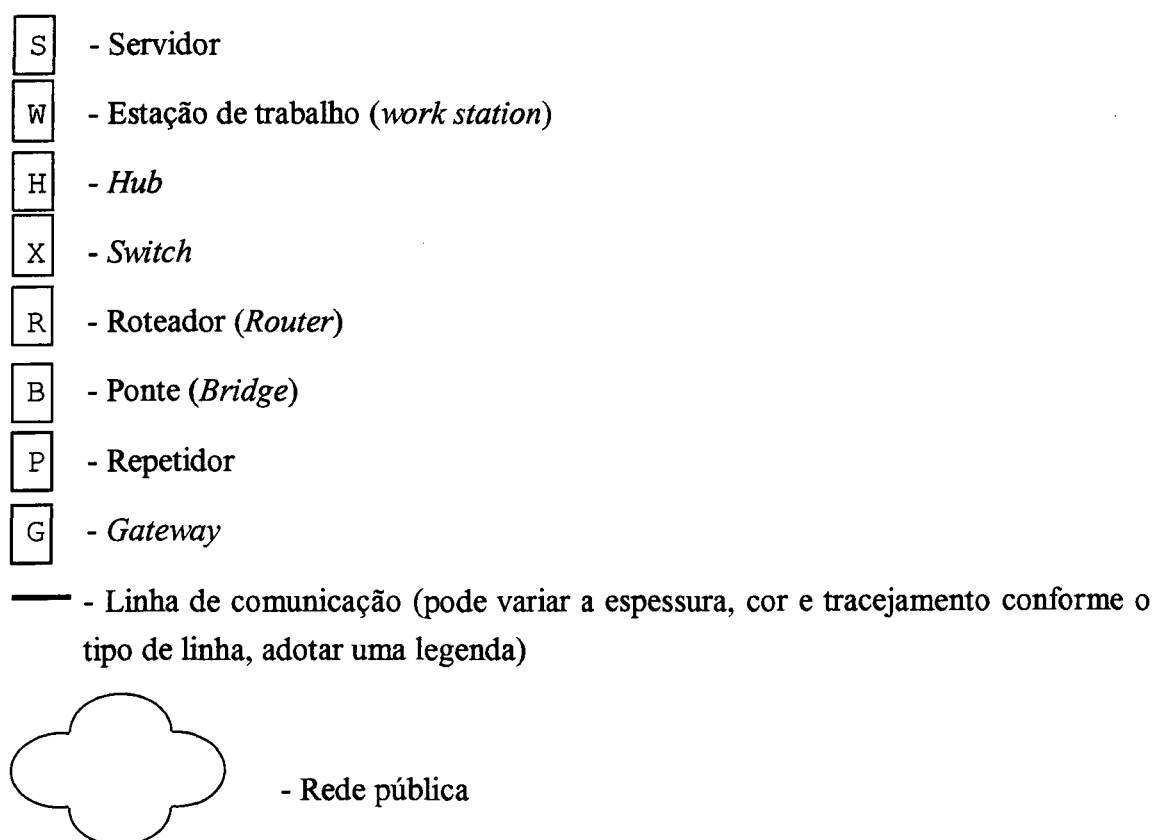 S - Servidor
W - Estação de trabalho (work station)
H - Hub
X - Switch
R - Roteador (Router)
B - Ponte (Bridge)
P - Repetidor
G - Gateway
- Linha de comunicação (pode variar a espessura, cor e tracejamento conforme o
tipo de linha, adotar uma legenda)
- Rede pública